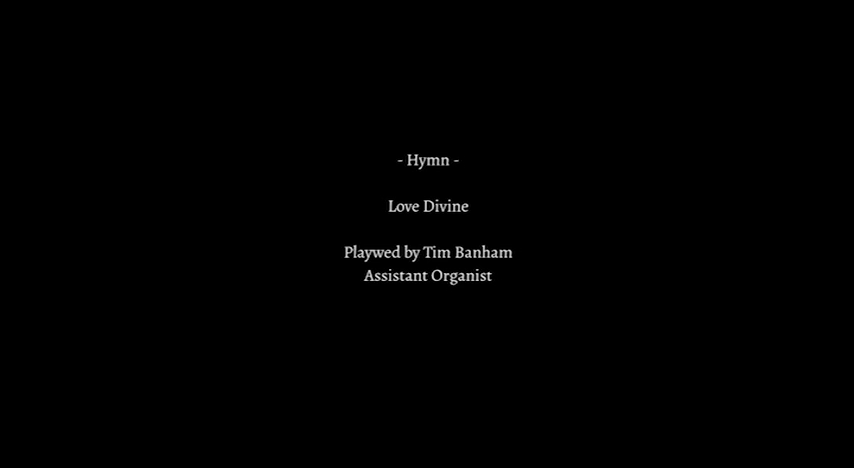 - Hymn -
Love Divine
Playwed by Tim Banham
Assistant Organist